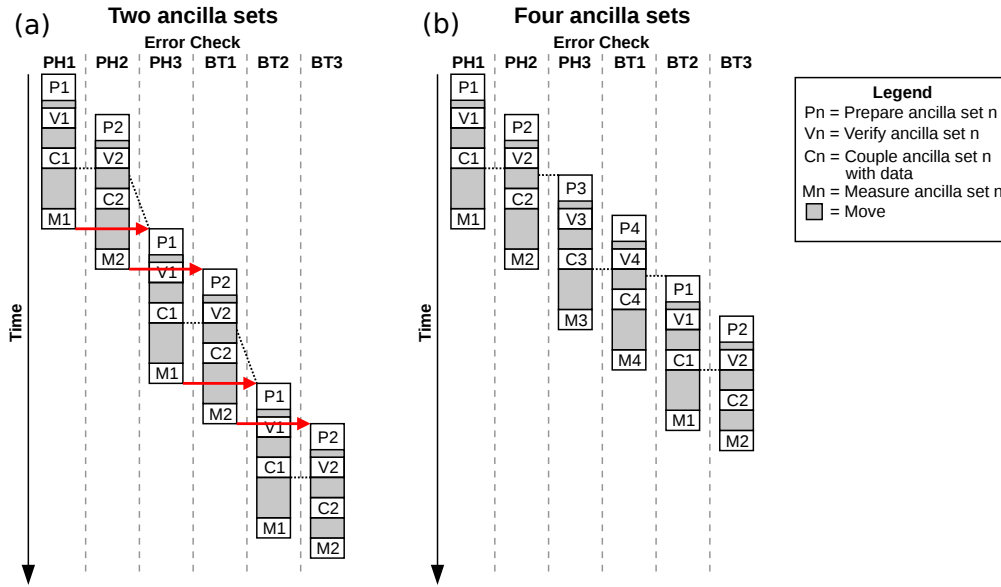 (a)
Two ancilla sets
Error Check
PH1 PH2 PH3 BT1 BT2 BT3
P1
V1
C1
M1
P2
V2
C2
M2
P1
V1
C1
M1
P2
V2
C2
M2
P1
V1
C1
M1
P2
V2
C2
M2
Time
(b)
Four ancilla sets
Error Check
PH1 PH2 PH3 BT1 BT2 BT3
P1
V1
C1
M1
P2
V2
C2
M2
P3
V3
C3
M3
P4
V4
C4
M4
P1
V1
C1
M1
P2
V2
C2
M2
Time
Legend
Pn = Prepare ancilla set n
Vn = Verify ancilla set n
Cn = Couple ancilla set n
with data
Mn = Measure ancilla set n
= Move